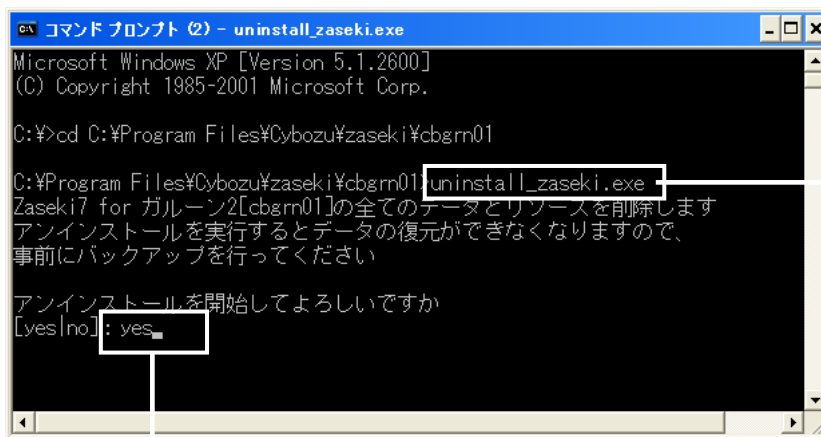 コマンド プロンプト (2) - uninstall_zaseki.exe
Microsoft Windows XP [Version 5.1.2600]
(C) Copyright 1985-2001 Microsoft Corp.
C:¥>cd C:¥Program Files¥Cybozu¥zaseki¥cbgrn01
C:¥Program Files¥Cybozu¥zaseki¥cbgrn01>uninstall_zaseki.exe
Zaseki7 for ガルーン2[cbgrn01]の全てのデータとリソースを削除します
アンインストールを実行するとデータの復元ができなくなりますので、
事前にバックアップを行ってください
アンインストールを開始してよろしいですか
[yes|no]: yes